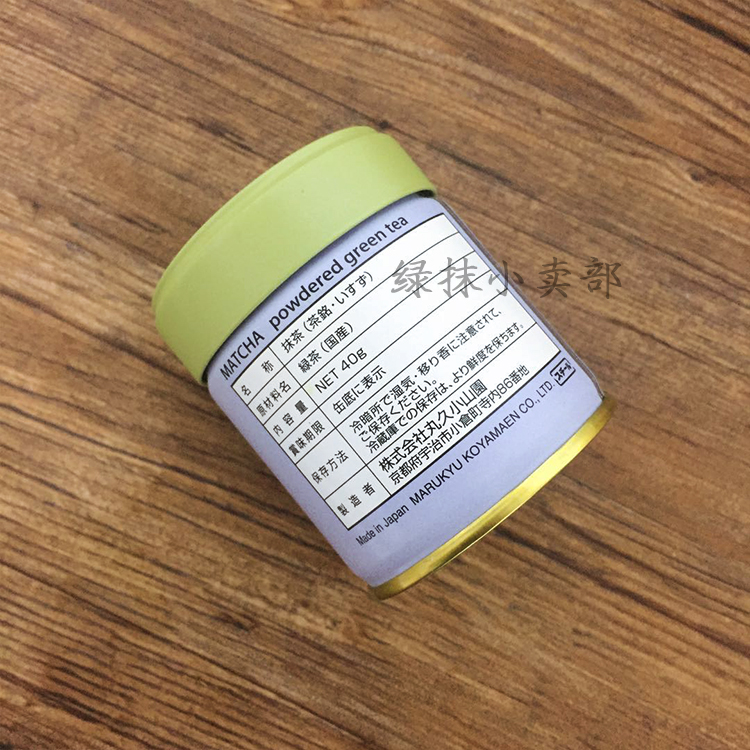 MATCHA powdered green tea
名称 抹茶(茶銘・いすず)
原材料名 緑茶(国産)
内容量 NET 40g
賞味期限 缶底に表示
保存方法 冷暗所で湿気・移り香に注意されて、
ご保存ください。
冷蔵庫での保存は、より鮮度を保ちます。
製造者 株式会社丸久小山園
京都府宇治市小倉町寺内86番地
Made in Japan MARUKYU KOYAMAEN CO., LTD.
スチール
绿抹小卖部